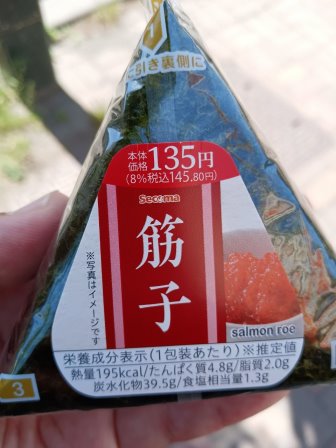 1
に引き裏側に
本体価格 135円
(8%税込145.80円)
Secoma
筋子
※写真はイメージです
salmon roe
栄養成分表示(1包装あたり)※推定値
熱量195kcal/たんぱく質4.8g/脂質2.0g
炭水化物39.5g/食塩相当量1.3g
3